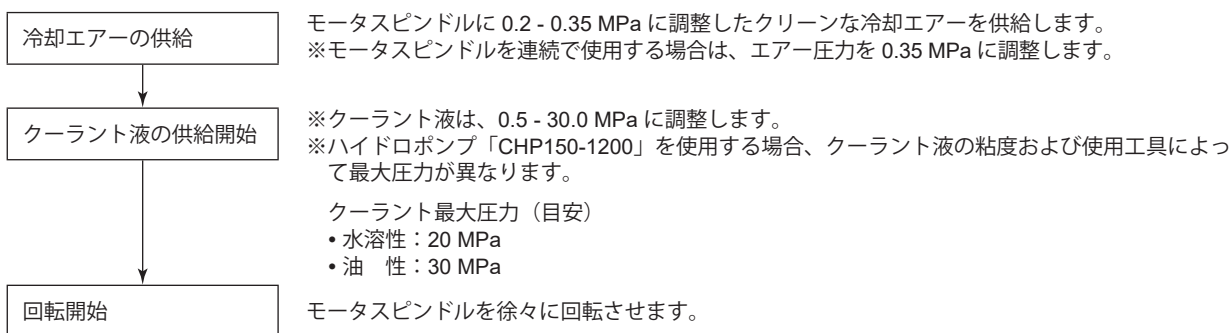 冷却エアーの供給
モータスピンドルに 0.2 - 0.35 MPa に調整したクリーンな冷却エアーを供給します。
※モータスピンドルを連続で使用する場合は、エアー圧力を 0.35 MPa に調整します。
クーラント液の供給開始
※クーラント液は、0.5 - 30.0 MPa に調整します。
※ハイドロポンプ「CHP150-1200」を使用する場合、クーラント液の粘度および使用工具によっ
て最大圧力が異なります。
クーラント最大圧力（目安）
• 水溶性：20 MPa
• 油　性：30 MPa
回転開始
モータスピンドルを徐々に回転させます。